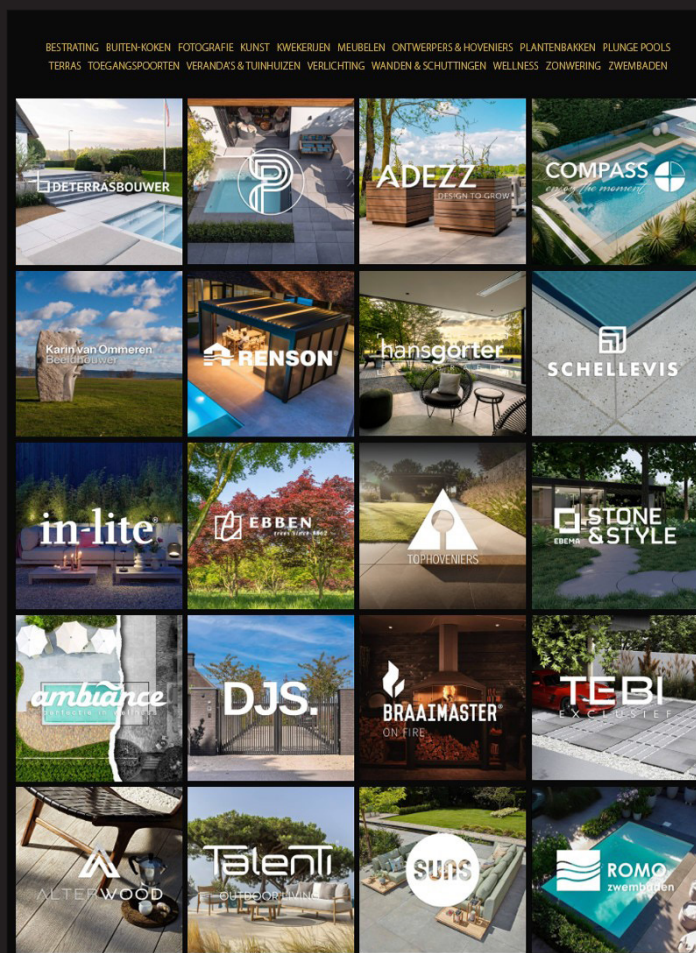 BESTRATING BUITEN-KOKEN FOTOGRAFIE KUNST KWEKERIJEN MEUBELEN ONTWERPERS & HOVENIERS PLANTENBAKKEN PLUNGE POOLS
TERRAS TOEGANGSPOORTEN VERANDA'S & TUINHUIZEN VERLICHTING WANDEN & SCHUTTINGEN WELLNESS ZONWERING ZWEMBADEN
DETERRASBOUWER
P
ADEZZ
DESIGN TO GROW
COMPASS
enjoy the moment
Karin van Ommeren
Beeldhouwer
RENSON®
hansgörter
SCHELLEVIS
in-lite®
EBBEN
trees since 1862
TOPHOVENIERS
EBEMA
STONE
&STYLE
ambiance
DJS.
BRAAIMASTER®
ON FIRE
TEBI
EXCLUSIEF
ALTERWOOD
Talenti
OUTDOOR LIVING
suns
ROMO
zwembaden